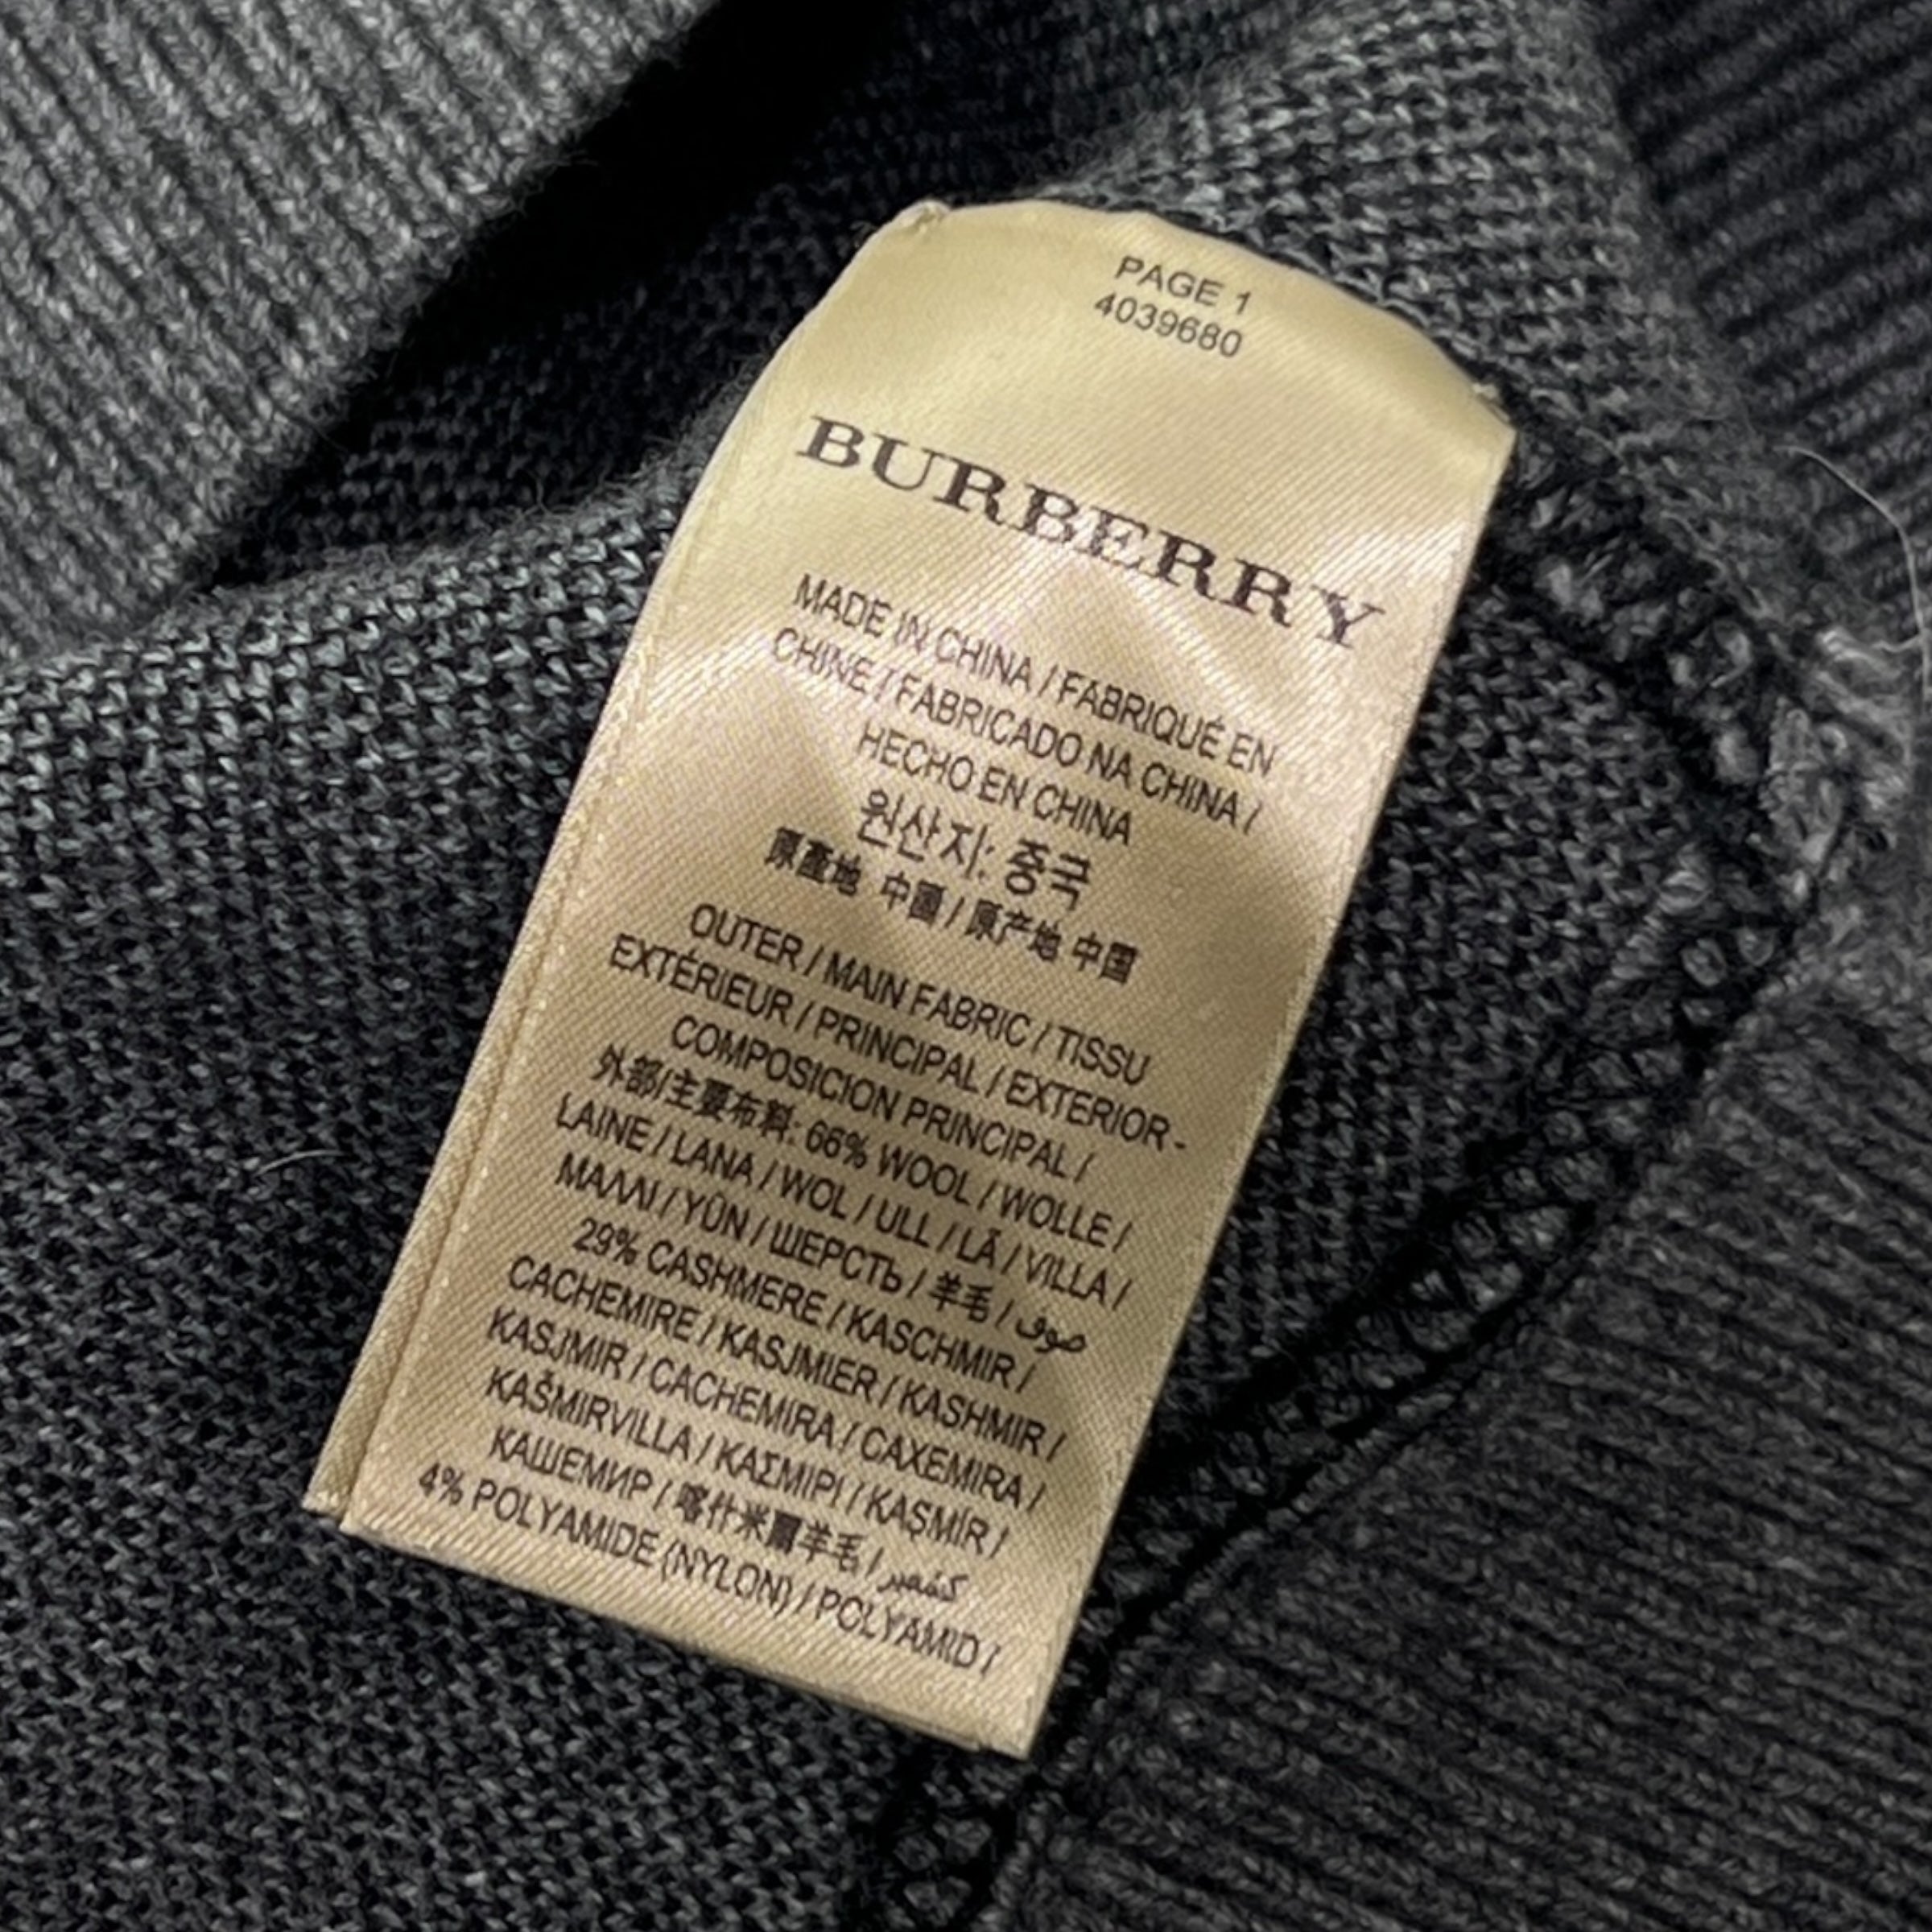 PAGE 1
4039680
BURBERRY
MADE IN CHINA / FABRIQUÉ EN
CHINE / FABRICADO NA CHINA /
HECHO EN CHINA
원산지: 중국
原產地 中國 / 原产地 中國
OUTER / MAIN FABRIC / TISSU
EXTÉRIEUR / PRINCIPAL / EXTERIOR -
COMPOSICION PRINCIPAL /
外部/主要布料: 66% WOOL / WOLLE /
LAINE / LANA / WOL / ULL / LÃ / VILLA /
ΜΑΛΛΙ / YÜN / ШЕРСТЬ / 羊毛 / صوف
29% CASHMERE / KASCHMIR /
CACHEMIRE / KASJMIER / KASHMIR /
KASJMIR / CACHEMIRA / CAXEMIRA /
KAŠMIRVILLA / ΚΑΣΜΙΡΙ / KAŞMİR /
КАШЕМИР / 喀什米爾羊毛 / كشمير
4% POLYAMIDE (NYLON) / POLYAMID /